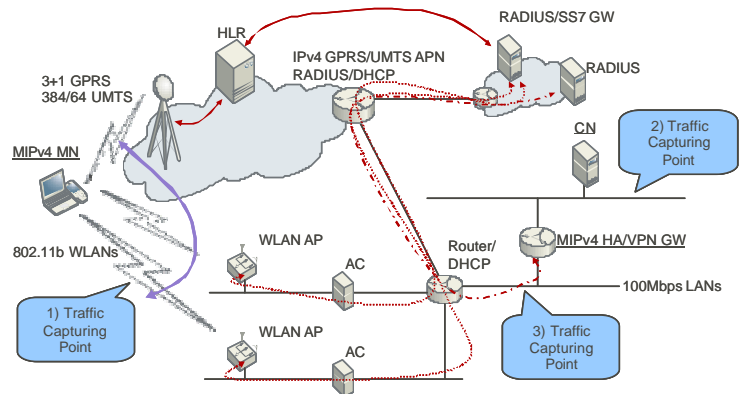 RADIUS/SS7 GW
HLR
IPv4 GPRS/UMTS APN
RADIUS/DHCP
RADIUS
3+1 GPRS
384/64 UMTS
CN
2) Traffic
Capturing
Point
MIPv4 MN
WLAN AP
Router/
DHCP
MIPv4 HA/VPN GW
802.11b WLANs
AC
100Mbps LANs
1) Traffic
Capturing
Point
WLAN AP
AC
3) Traffic
Capturing
Point